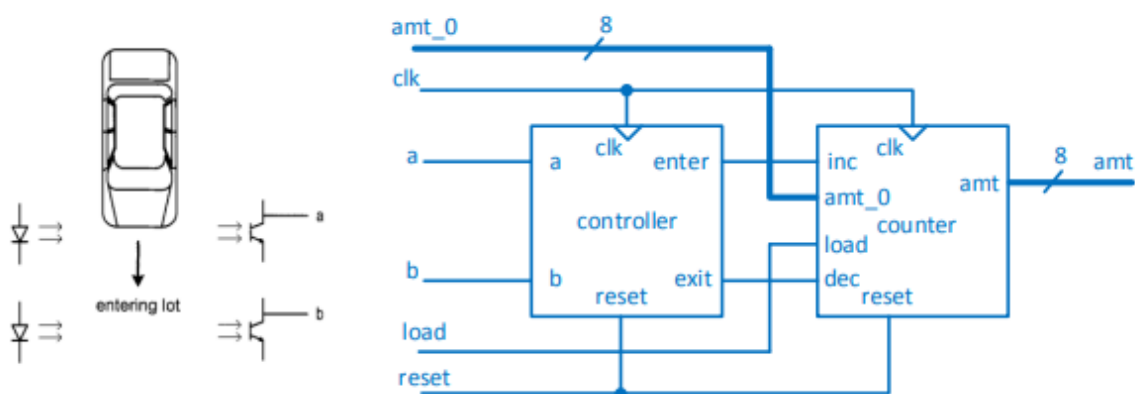 a
b
entering lot
amt_0
8
clk
a
b
load
reset
a
clk
enter
controller
b
exit
reset
inc
clk
amt
amt_0
counter
load
dec
reset
8
amt